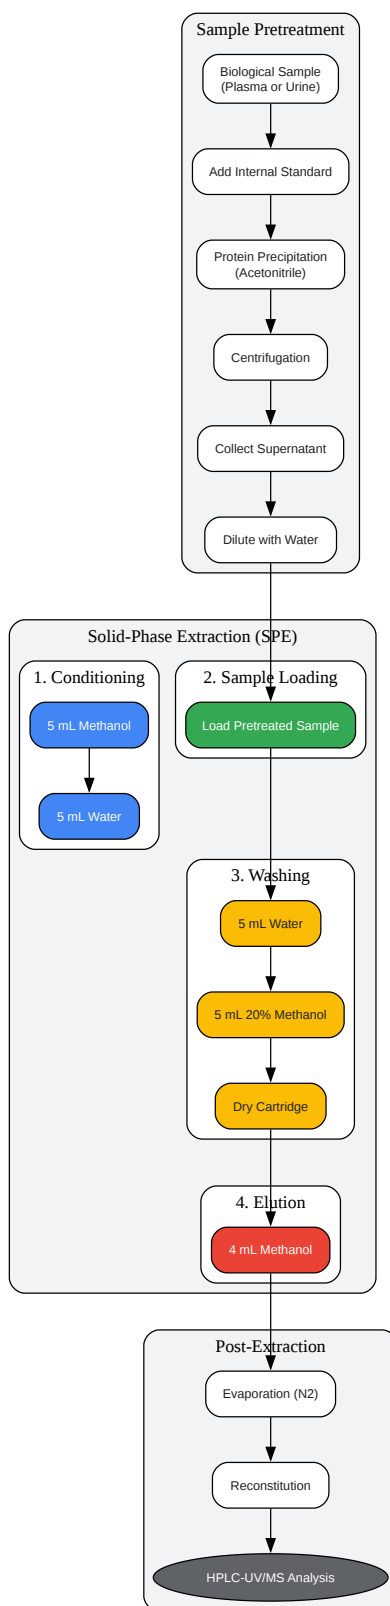 Sample Pretreatment
Biological Sample
(Plasma or Urine)
Add Internal Standard
Protein Precipitation
(Acetonitrile)
Centrifugation
Collect Supernatant
Dilute with Water
Solid-Phase Extraction (SPE)
1. Conditioning
5 mL Methanol
5 mL Water
2. Sample Loading
Load Pretreated Sample
3. Washing
5 mL Water
5 mL 20% Methanol
Dry Cartridge
4. Elution
4 mL Methanol
Post-Extraction
Evaporation (N2)
Reconstitution
HPLC-UV/MS Analysis